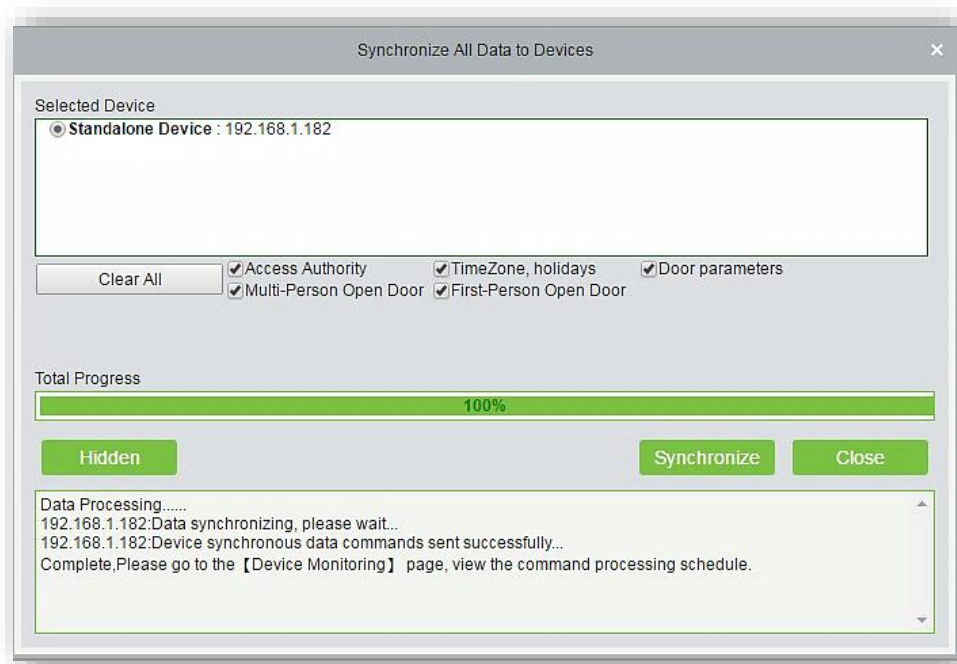 Synchronize All Data to Devices
Selected Device
Standalone Device : 192.168.1.182
Clear All
Access Authority TimeZone, holidays Door parameters
Multi-Person Open Door First-Person Open Door
Total Progress
100%
Hidden Synchronize Close
Data Processing......
192.168.1.182:Data synchronizing, please wait...
192.168.1.182:Device synchronous data commands sent successfully...
Complete,Please go to the【Device Monitoring】 page, view the command processing schedule.